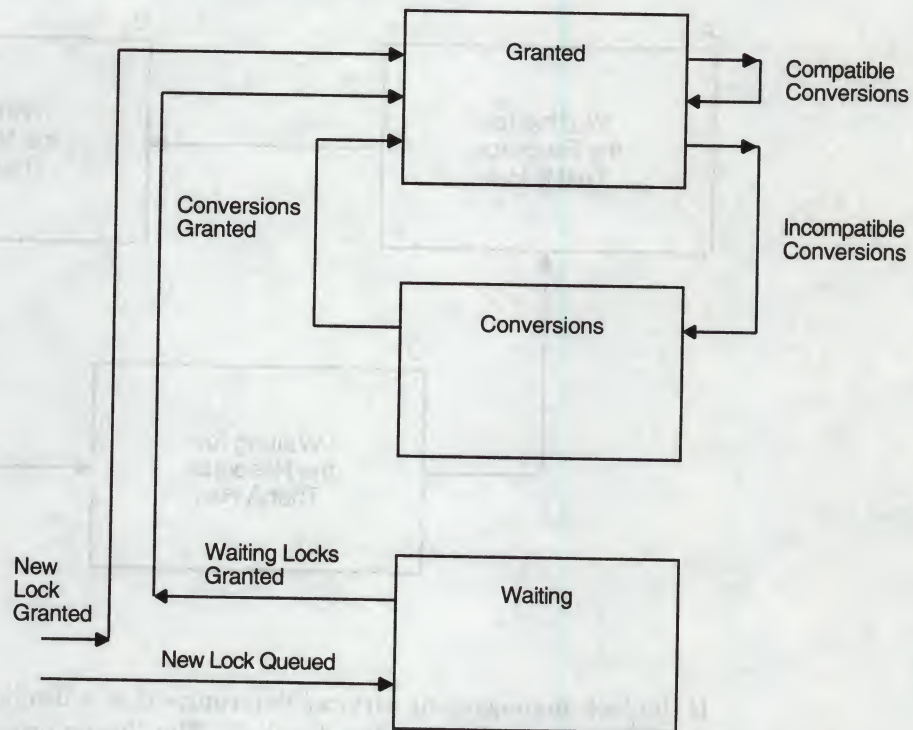 Granted
Compatible
Conversions
Conversions
Granted
Incompatible
Conversions
Conversions
Waiting Locks
Granted
New
Lock
Granted
Waiting
New Lock Queued